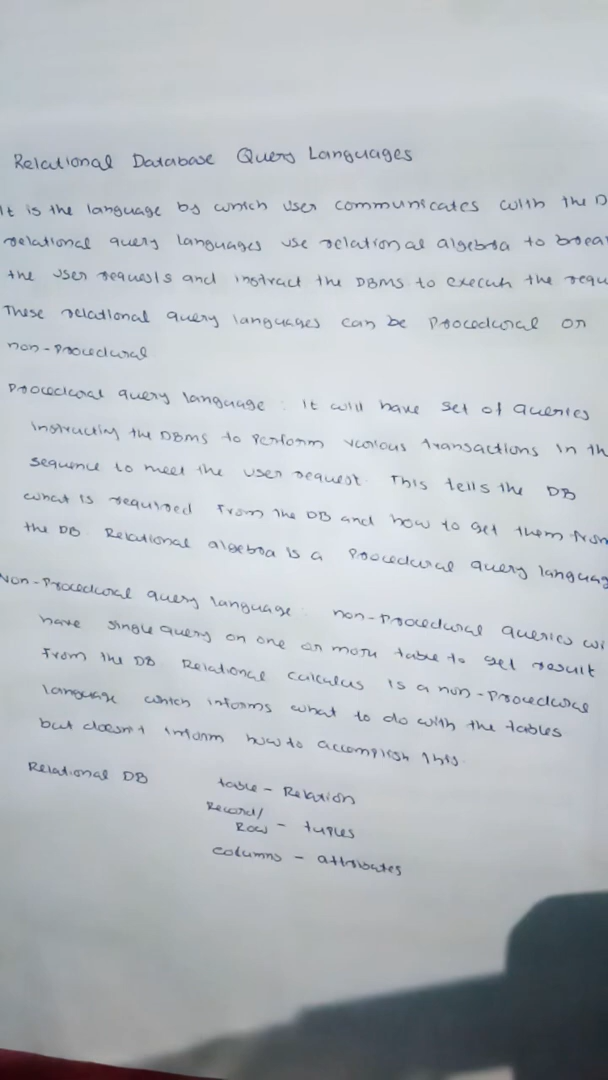 Relational Database Query Languages
It is the language by which user communicates with the D
relational query languages use relational algebra to brea
the user requests and instruct the DBMS to execute the requ
These relational query languages can be Procedural or
non-Procedural
Procedural query language : it will have set of queries
instructing the DBMS to perform various transactions in th
sequence to meet the user request. This tells the DB
what is required from the DB and how to get them from
the DB. Relational algebra is a procedural query languag
Non-Procedural query language : non-procedural queries wi
have single query on one or more table to get result
from the DB. Relational calculus is a non-procedural
language which informs what to do with the tables
but doesn't inform how to accomplish this.
Relational DB table - Relation
Record/
Row - tuples
columns - attributes